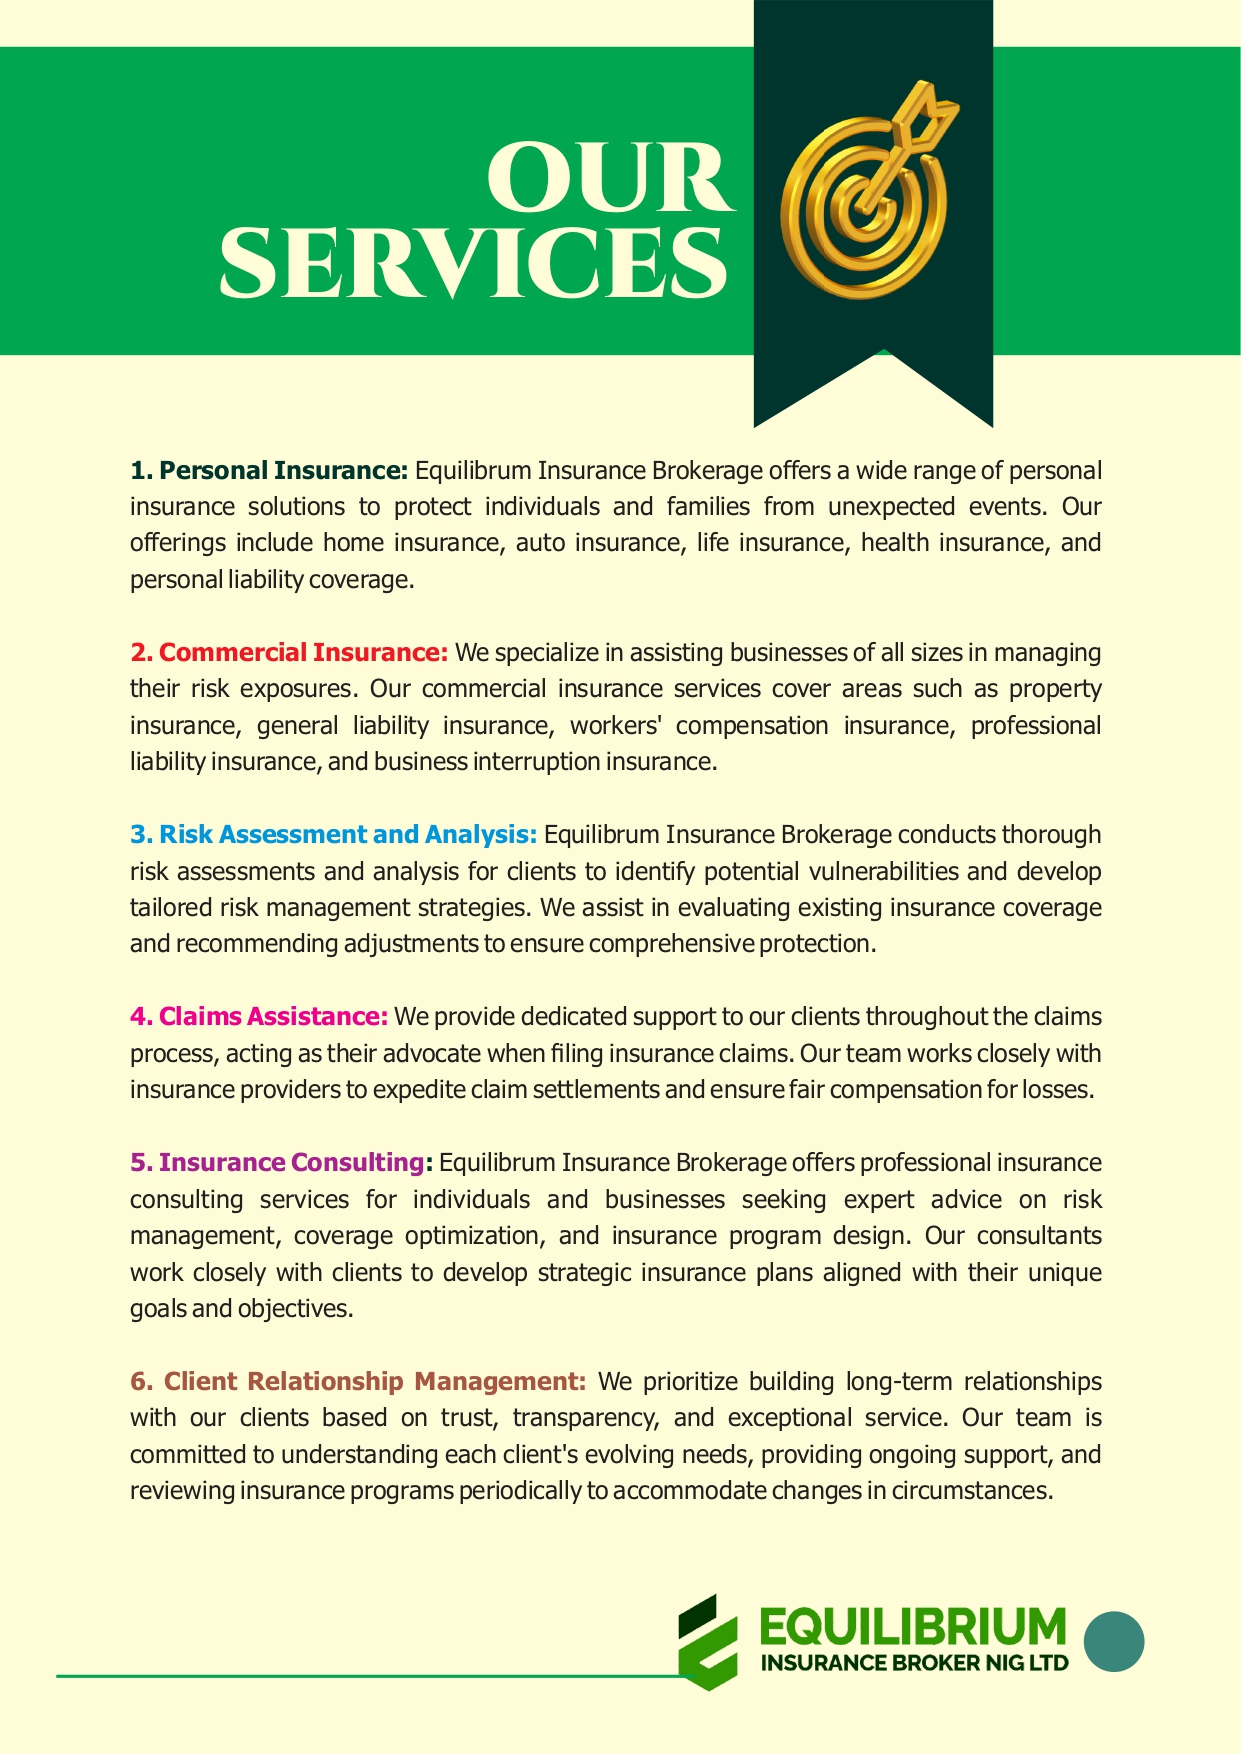 OUR
SERVICES
1. Personal Insurance: Equilibrum Insurance Brokerage offers a wide range of personal
insurance solutions to protect individuals and families from unexpected events. Our
offerings include home insurance, auto insurance, life insurance, health insurance, and
personal liability coverage.
2. Commercial Insurance: We specialize in assisting businesses of all sizes in managing
their risk exposures. Our commercial insurance services cover areas such as property
insurance, general liability insurance, workers' compensation insurance, professional
liability insurance, and business interruption insurance.
3. Risk Assessment and Analysis: Equilibrum Insurance Brokerage conducts thorough
risk assessments and analysis for clients to identify potential vulnerabilities and develop
tailored risk management strategies. We assist in evaluating existing insurance coverage
and recommending adjustments to ensure comprehensive protection.
4. Claims Assistance: We provide dedicated support to our clients throughout the claims
process, acting as their advocate when filing insurance claims. Our team works closely with
insurance providers to expedite claim settlements and ensure fair compensation for losses.
5. Insurance Consulting: Equilibrum Insurance Brokerage offers professional insurance
consulting services for individuals and businesses seeking expert advice on risk
management, coverage optimization, and insurance program design. Our consultants
work closely with clients to develop strategic insurance plans aligned with their unique
goals and objectives.
6. Client Relationship Management: We prioritize building long-term relationships
with our clients based on trust, transparency, and exceptional service. Our team is
committed to understanding each client's evolving needs, providing ongoing support, and
reviewing insurance programs periodically to accommodate changes in circumstances.
EQUILIBRIUM
INSURANCE BROKER NIG LTD